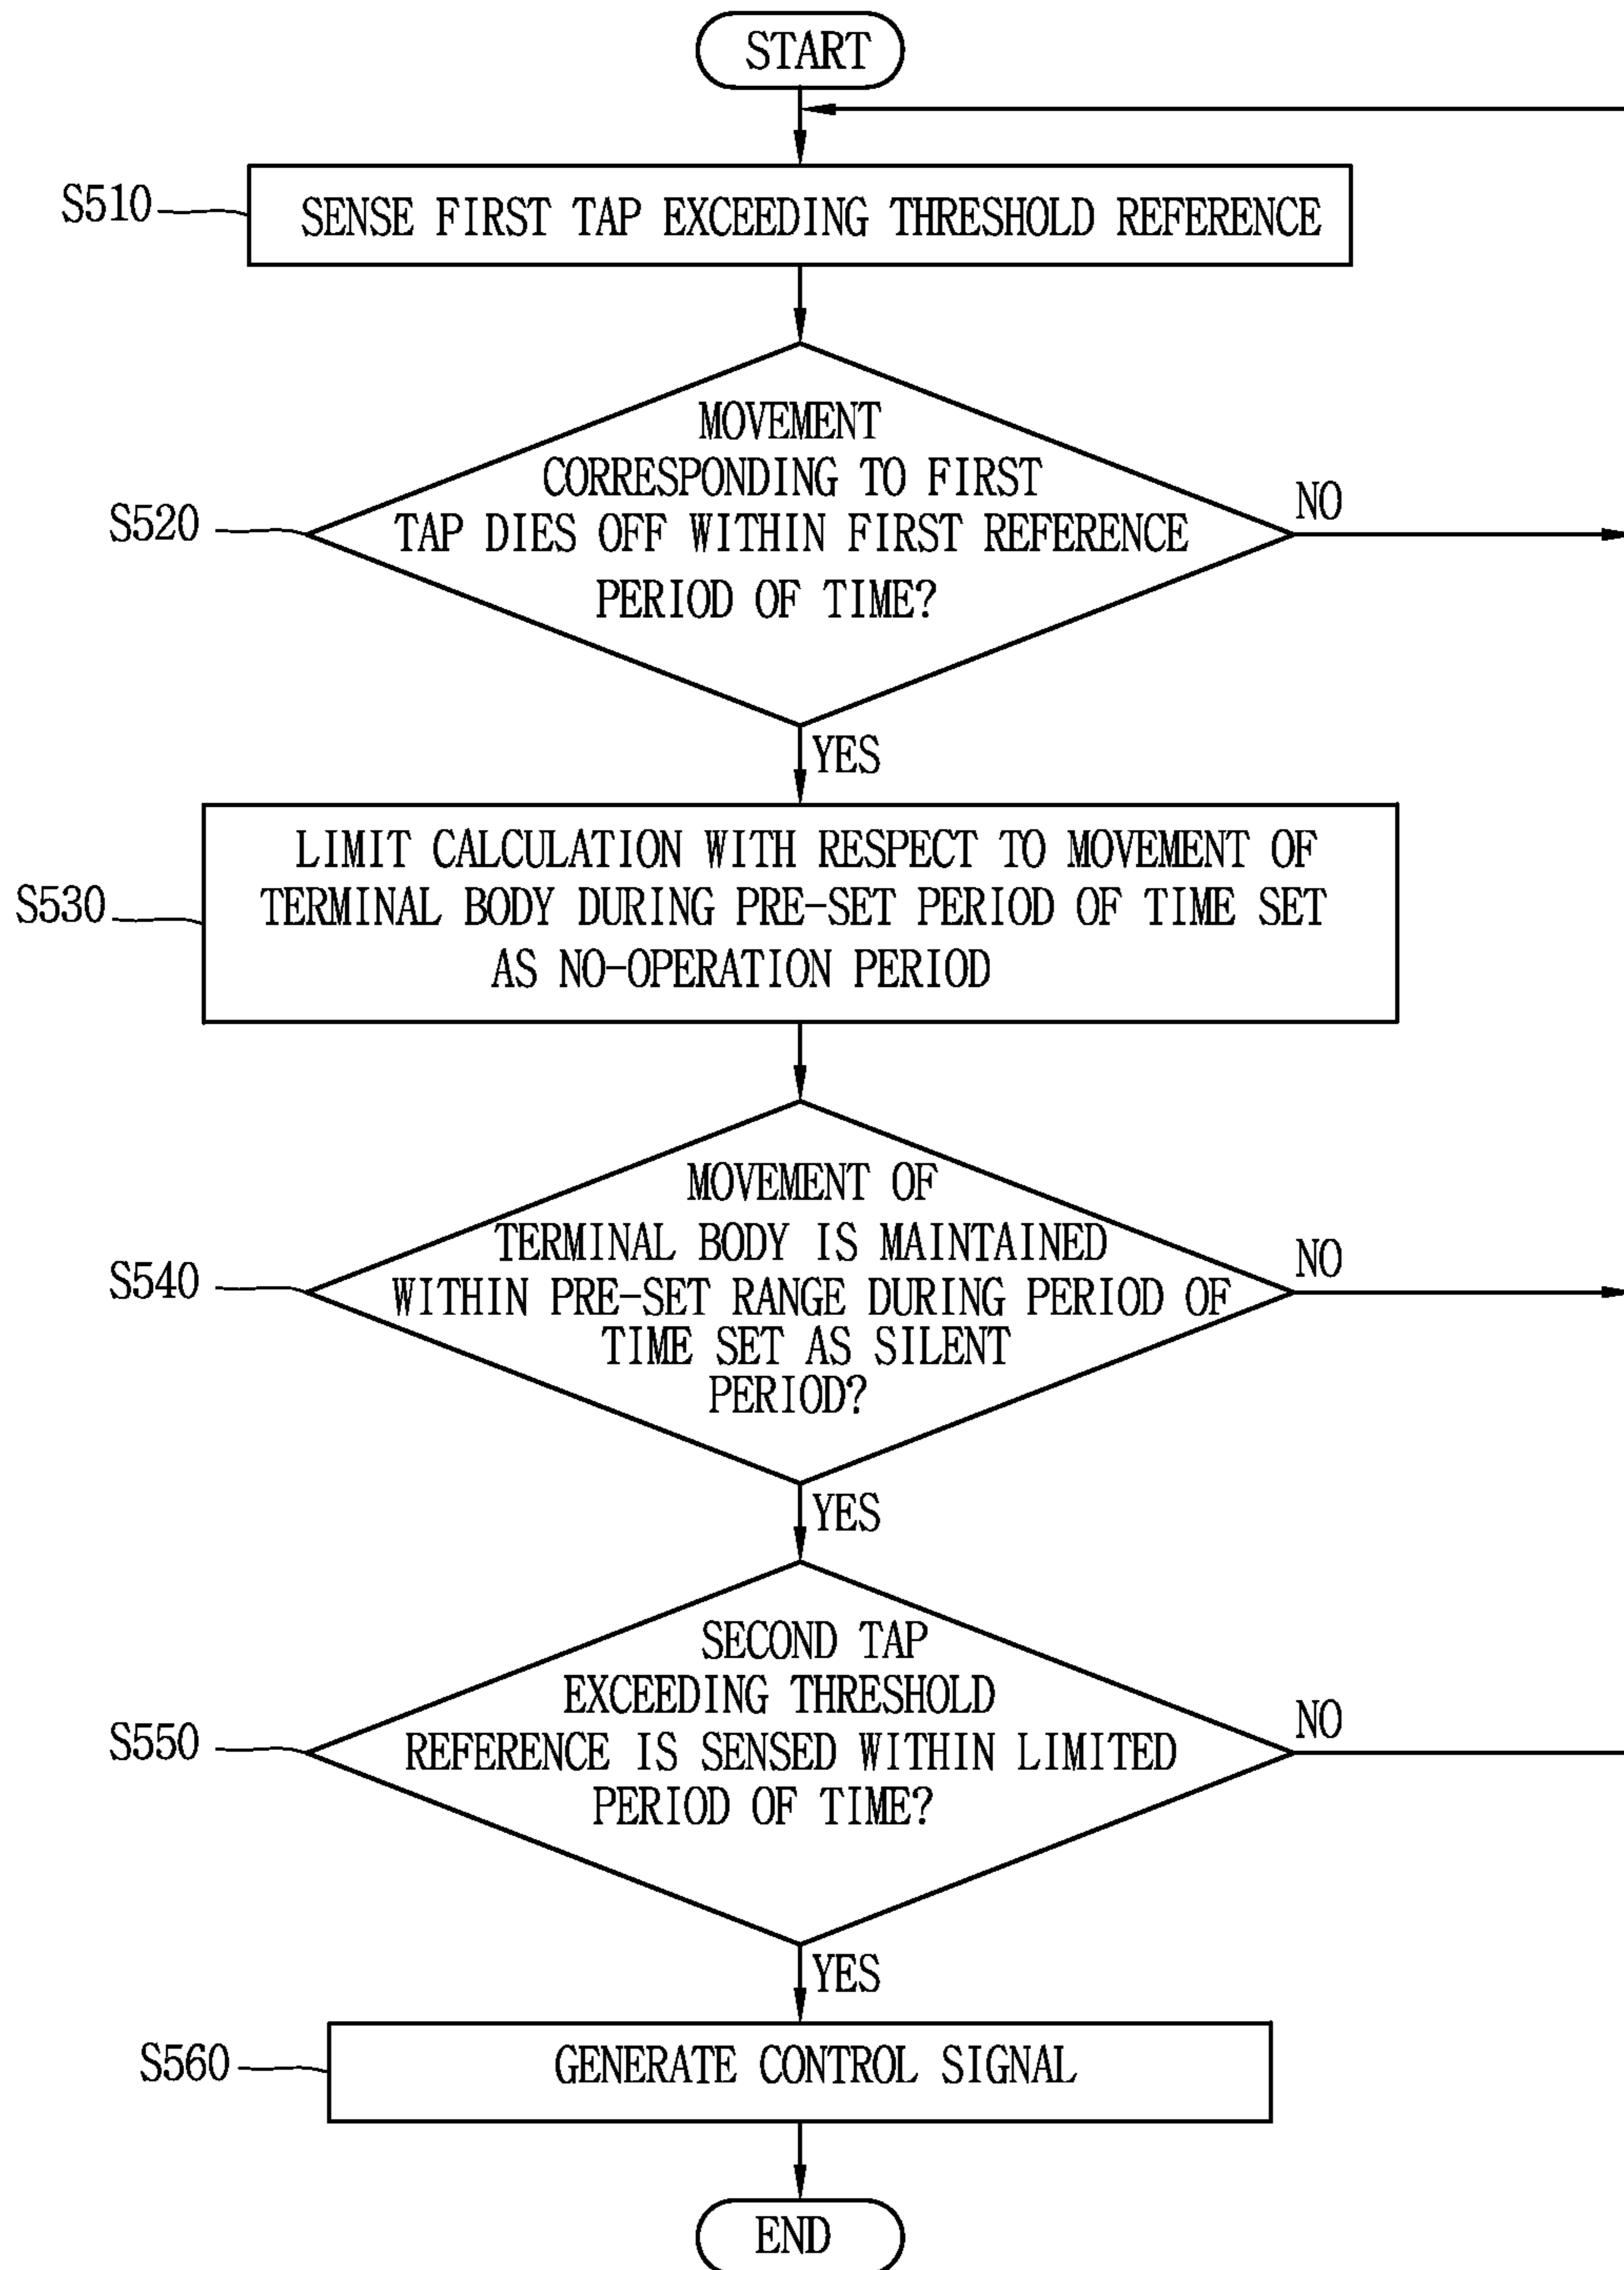 START
S510
SENSE FIRST TAP EXCEEDING THRESHOLD REFERENCE
S520
MOVEMENT
CORRESPONDING TO FIRST
TAP DIES OFF WITHIN FIRST REFERENCE
PERIOD OF TIME?
NO
YES
S530
LIMIT CALCULATION WITH RESPECT TO MOVEMENT OF
TERMINAL BODY DURING PRE-SET PERIOD OF TIME SET
AS NO-OPERATION PERIOD
S540
MOVEMENT OF
TERMINAL BODY IS MAINTAINED
WITHIN PRE-SET RANGE DURING PERIOD OF
TIME SET AS SILENT
PERIOD?
NO
YES
S550
SECOND TAP
EXCEEDING THRESHOLD
REFERENCE IS SENSED WITHIN LIMITED
PERIOD OF TIME?
NO
YES
S560
GENERATE CONTROL SIGNAL
END